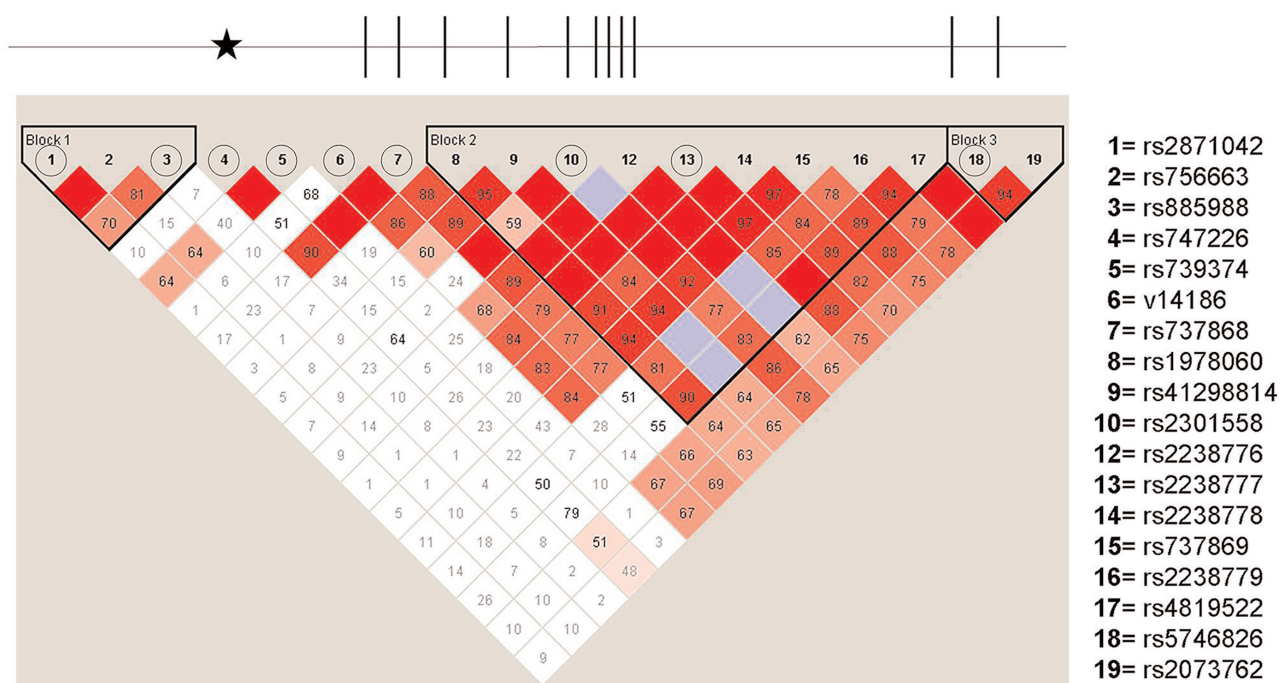 Block 1 Block 2 Block 3
1 2 3 4 5 6 7 8 9 10 12 13 14 15 16 17 18 19
81 7 68 88 95 97 78 94 94
70 15 40 51 86 89 59 97 84 89 79
10 64 10 90 19 60 85 89 88 78
64 6 17 34 15 24 89 84 92 82 75
1 23 7 15 2 68 79 91 94 77 88 70
17 1 9 64 25 84 77 94 83 62 75
3 8 23 5 18 83 77 81 86 65
5 9 10 26 20 84 51 90 64 78
7 14 8 23 43 28 55 64 65
9 1 1 22 7 14 66 63
1 1 4 50 10 67 69
5 10 5 79 1 67
11 18 8 51 3
14 7 2 48
26 10 2
10 10
9
1= rs2871042
2= rs756663
3= rs885988
4= rs747226
5= rs739374
6= v14186
7= rs737868
8= rs1978060
9= rs41298814
10= rs2301558
12= rs2238776
13= rs2238777
14= rs2238778
15= rs737869
16= rs2238779
17= rs4819522
18= rs5746826
19= rs2073762